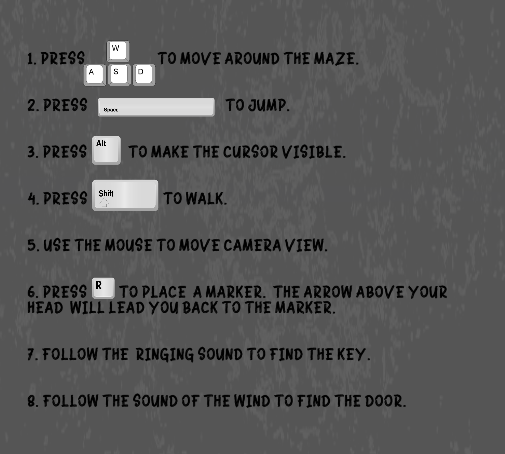 1. PRESS W A S D TO MOVE AROUND THE MAZE.
2. PRESS Space TO JUMP.
3. PRESS Alt TO MAKE THE CURSOR VISIBLE.
4. PRESS Shift TO WALK.
5. USE THE MOUSE TO MOVE CAMERA VIEW.
6. PRESS R TO PLACE A MARKER. THE ARROW ABOVE YOUR
HEAD WILL LEAD YOU BACK TO THE MARKER.
7. FOLLOW THE RINGING SOUND TO FIND THE KEY.
8. FOLLOW THE SOUND OF THE WIND TO FIND THE DOOR.